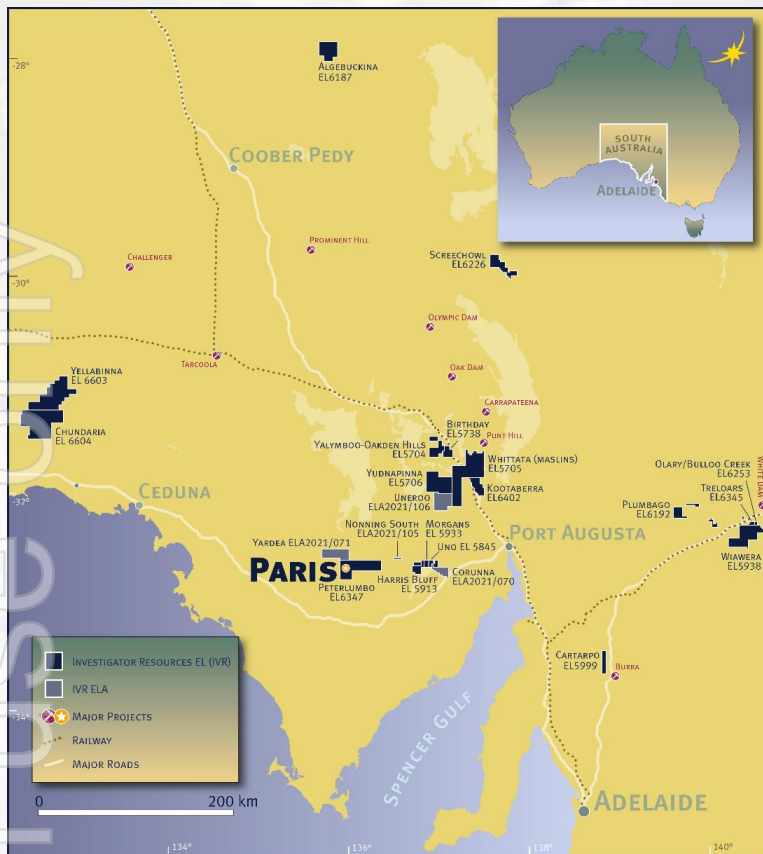 -28°
ALGEBUCKINA
EL6187
SOUTH
AUSTRALIA
ADELAIDE
COOBER PEDY
CHALLENGER
PROMINENT HILL
SCREECHOWL
EL6226
-30°
OLYMPIC DAM
TARCOOLA
OAK DAM
YELLABINNA
EL 6603
CARRAPATEENA
CHUNDARIA
EL 6604
BIRTHDAY
EL5738
PUNT HILL
YALYMBOO-OAKDEN HILLS
EL5704
WHITTATA (MASLINS)
EL5705
OLARY/BULLOO CREEK
EL6253
WHITE DAM
YUDNAPINNA
EL5706
KOOTABERRA
EL6402
TRELOARS
EL6345
-32°
CEDUNA
UNEROO
ELA2021/106
PLUMBAGO
EL6192
NONNING SOUTH
ELA2021/105
MORGANS
EL 5933
PORT AUGUSTA
YARDEA ELA2021/071
UNO EL 5845
WIAWERA
EL5938
PARIS
PETERLUMBO
EL6347
HARRIS BLUFF
EL 5913
CORUNNA
ELA2021/070
CARTARPO
EL5999
BURRA
INVESTIGATOR RESOURCES EL (IVR)
IVR ELA
MAJOR PROJECTS
RAILWAY
MAJOR ROADS
-34°
SPENCER GULF
0 200 km
ADELAIDE
134° 136° 138° 140°
r use only